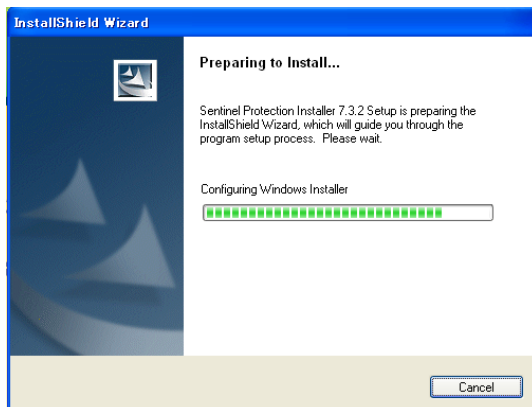 InstallShield Wizard
Preparing to Install...
Sentinel Protection Installer 7.3.2 Setup is preparing the
InstallShield Wizard, which will guide you through the
program setup process. Please wait.
Configuring Windows Installer
Cancel